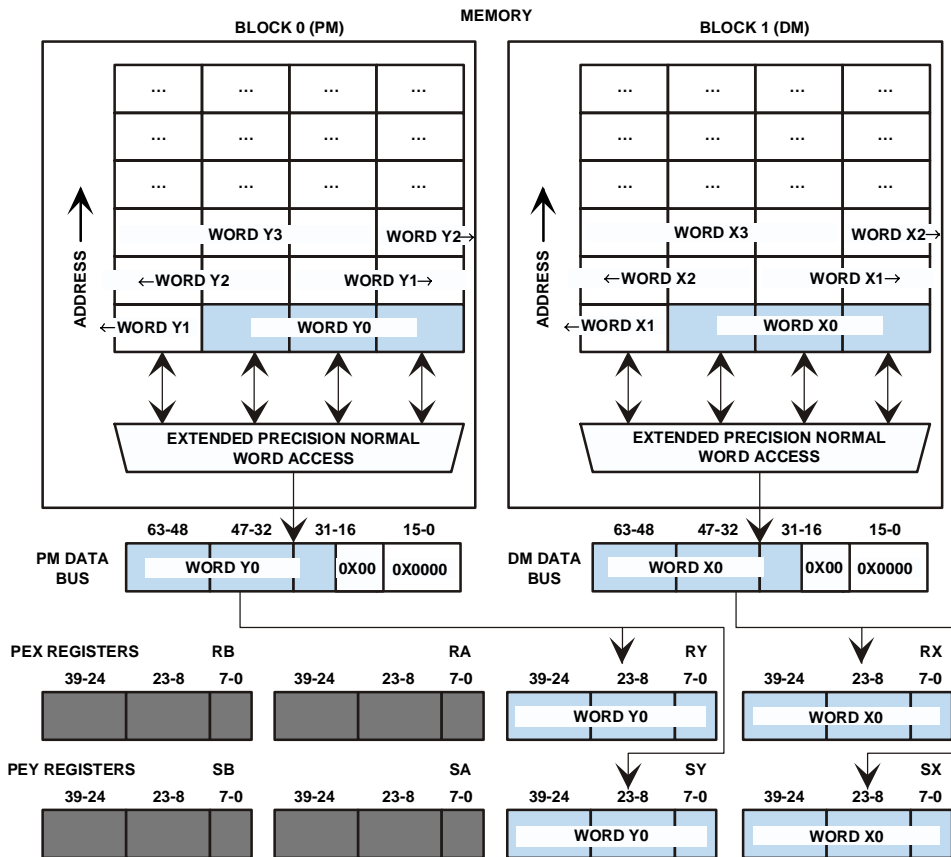 MEMORY
BLOCK 0 (PM) BLOCK 1 (DM)
... ... ... ... ... ... ... ...
... ... ... ... ... ... ... ...
... ... ... ... ... ... ... ...
ADDRESS ADDRESS
WORD Y3 WORD Y2→ WORD X3 WORD X2→
←WORD Y2 WORD Y1→ ←WORD X2 WORD X1→
←WORD Y1 WORD Y0 ←WORD X1 WORD X0
EXTENDED PRECISION NORMAL EXTENDED PRECISION NORMAL
WORD ACCESS WORD ACCESS
63-48 47-32 31-16 15-0 63-48 47-32 31-16 15-0
PM DATA DM DATA
BUS BUS
WORD Y0 0X00 0X0000 WORD X0 0X00 0X0000
PEX REGISTERS RB RA RY RX
39-24 23-8 7-0 39-24 23-8 7-0 39-24 23-8 7-0 39-24 23-8 7-0
WORD Y0 WORD X0
PEY REGISTERS SB SA SY SX
39-24 23-8 7-0 39-24 23-8 7-0 39-24 23-8 7-0 39-24 23-8 7-0
WORD Y0 WORD X0